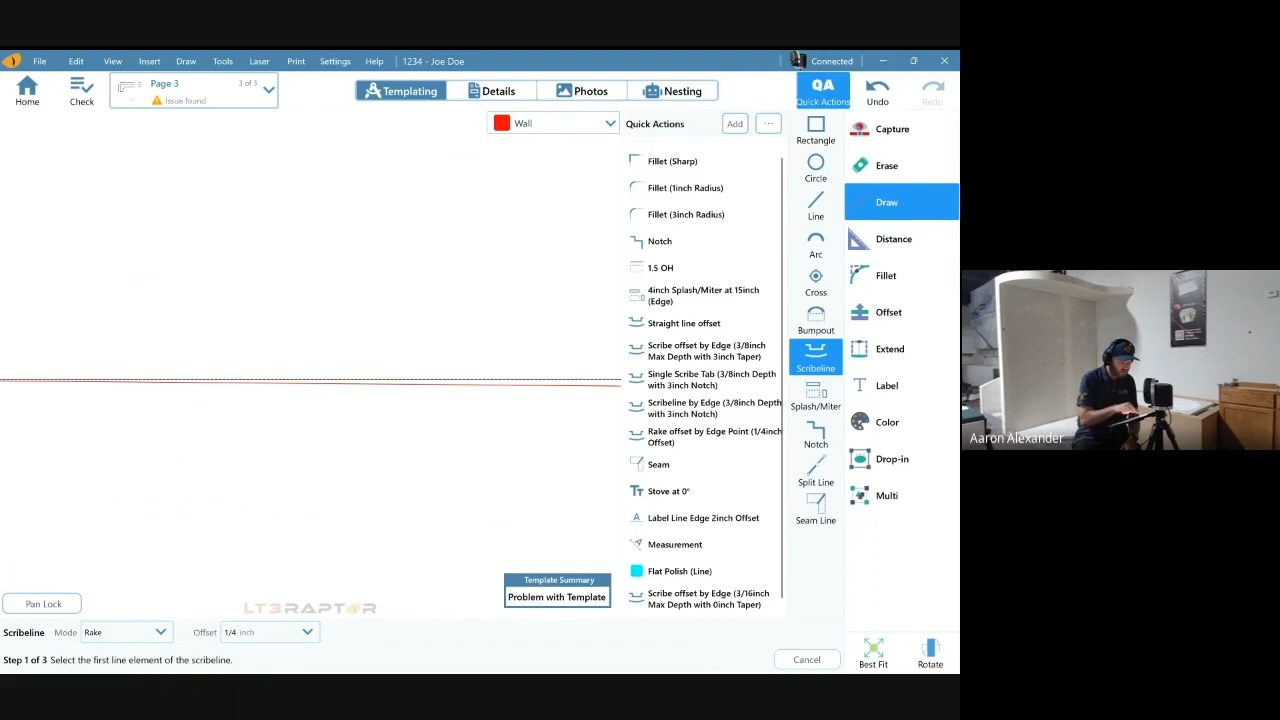 File Edit View Insert Draw Tools Laser Print Settings Help 1234 - Joe Doe Connected
Home
Check
Page 3
3 of 3
Issue found
Templating
Details
Photos
Nesting
QA
Quick Actions
Undo
Redo
Wall
Quick Actions
Add
...
Fillet (Sharp)
Fillet (1inch Radius)
Fillet (3inch Radius)
Notch
1.5 OH
4inch Splash/Miter at 15inch
(Edge)
Straight line offset
Scribe offset by Edge (3/8inch
Max Depth with 3inch Taper)
Single Scribe Tab (3/8inch Depth
with 3inch Notch)
Scribeline by Edge (3/8inch Depth
with 3inch Notch)
Rake offset by Edge Point (1/4inch
Offset)
Seam
Stove at 0°
Label Line Edge 2inch Offset
Measurement
Flat Polish (Line)
Scribe offset by Edge (3/16inch
Max Depth with 0inch Taper)
Rectangle
Circle
Line
Arc
Cross
Bumpout
Scribeline
Splash/Miter
Notch
Split Line
Seam Line
Capture
Erase
Draw
Distance
Fillet
Offset
Extend
Label
Color
Drop-in
Multi
Best Fit
Rotate
Template Summary
Problem with Template
Pan Lock
LT3RAPTOR
Scribeline Mode Rake Offset 1/4 inch
Step 1 of 3 Select the first line element of the scribeline.
Cancel
Aaron Alexander